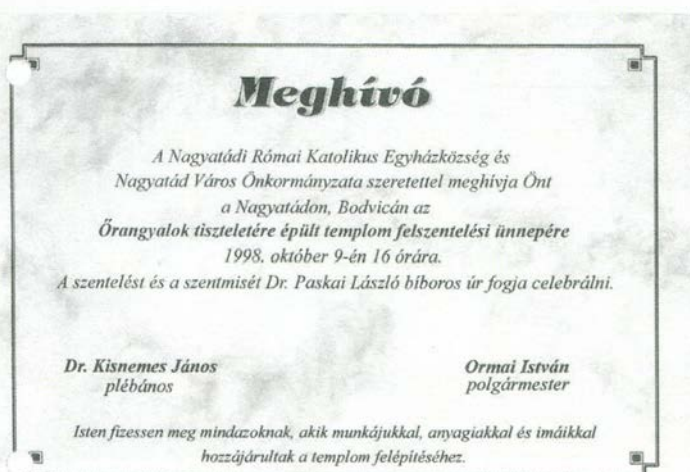 Meghívó
A Nagyatádi Római Katolikus Egyházközség és
Nagyatád Város Önkormányzata szeretettel meghívja Önt
a Nagyatádon, Bodvicán az
Őrangyalok tiszteletére épült templom felszentelési ünnepére
1998. október 9-én 16 órára.
A szentelést és a szentmisét Dr. Paskai László bíboros úr fogja celebrálni.
Dr. Kisnemes János
plébános
Ormai István
polgármester
Isten fizessen meg mindazoknak, akik munkájukkal, anyagiakkal és imáikkal
hozzájárultak a templom felépítéséhez.